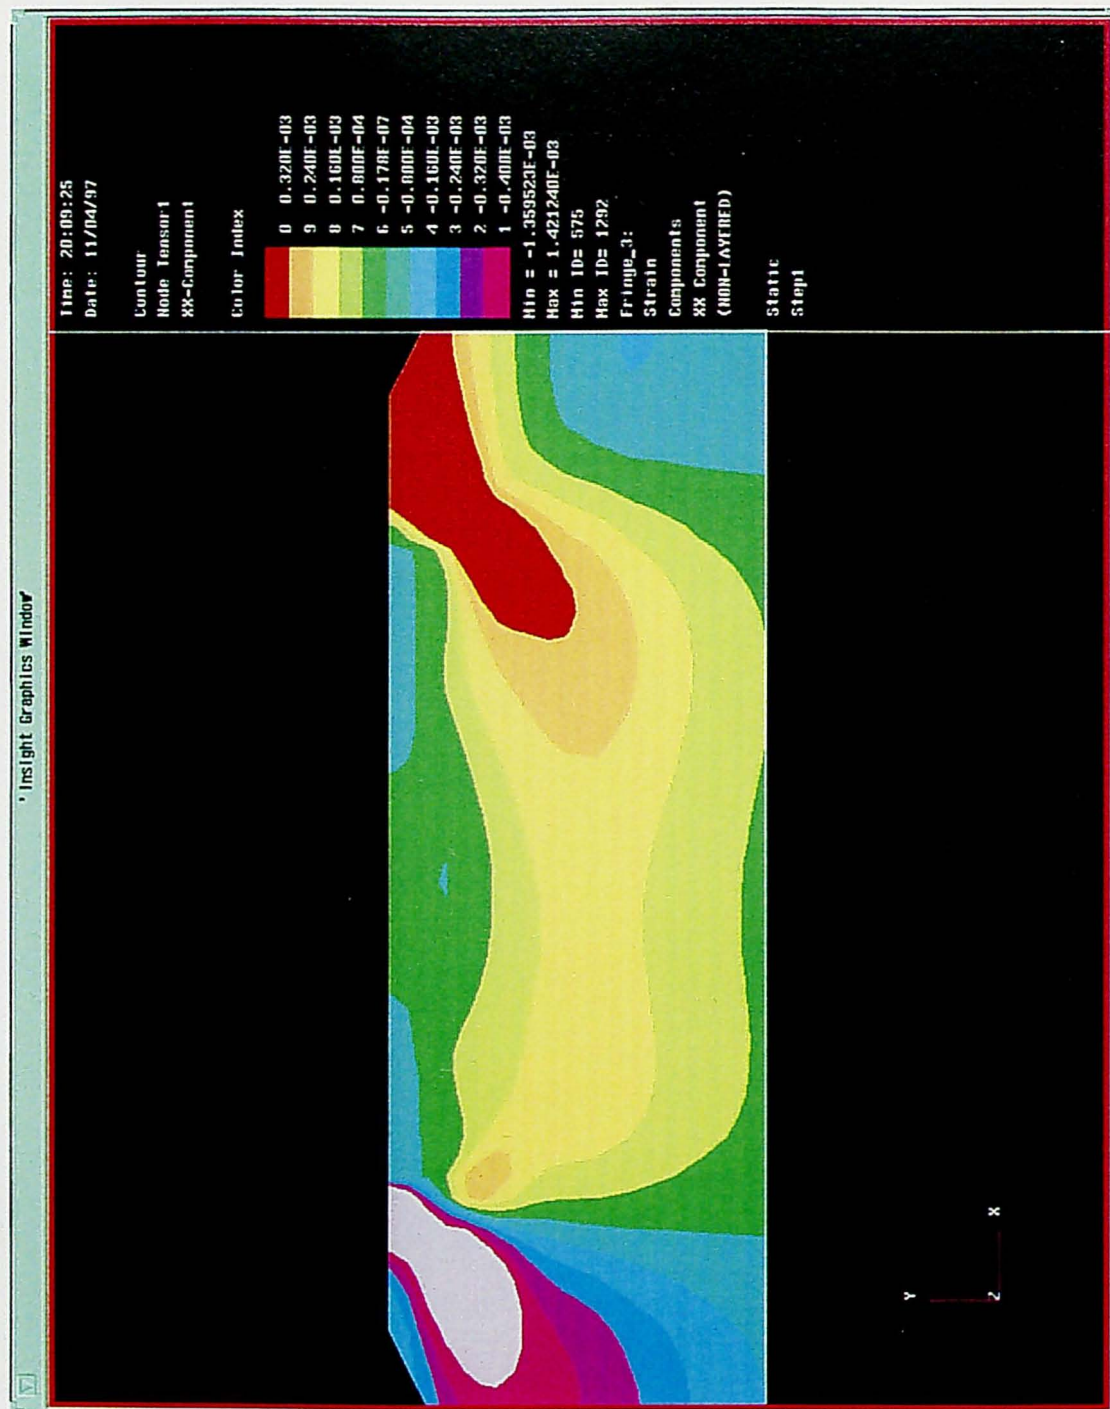 'Insight Graphics Window'
Time: 20:09:25
Date: 11/04/97
Contour
Node Tensor1
XX-Component
Color Index
0 0.320E-03
9 0.240E-03
8 0.160E-03
7 0.800E-04
6 -0.178E-07
5 -0.800E-04
4 -0.160E-03
3 -0.240E-03
2 -0.320E-03
1 -0.400E-03
Min = -1.359523E-03
Max = 1.421240E-03
Min ID= 575
Max ID= 1292
Fringe_3:
Strain
Components
XX Component
(NON-LAYERED)
Static
Step1
Y
Z X